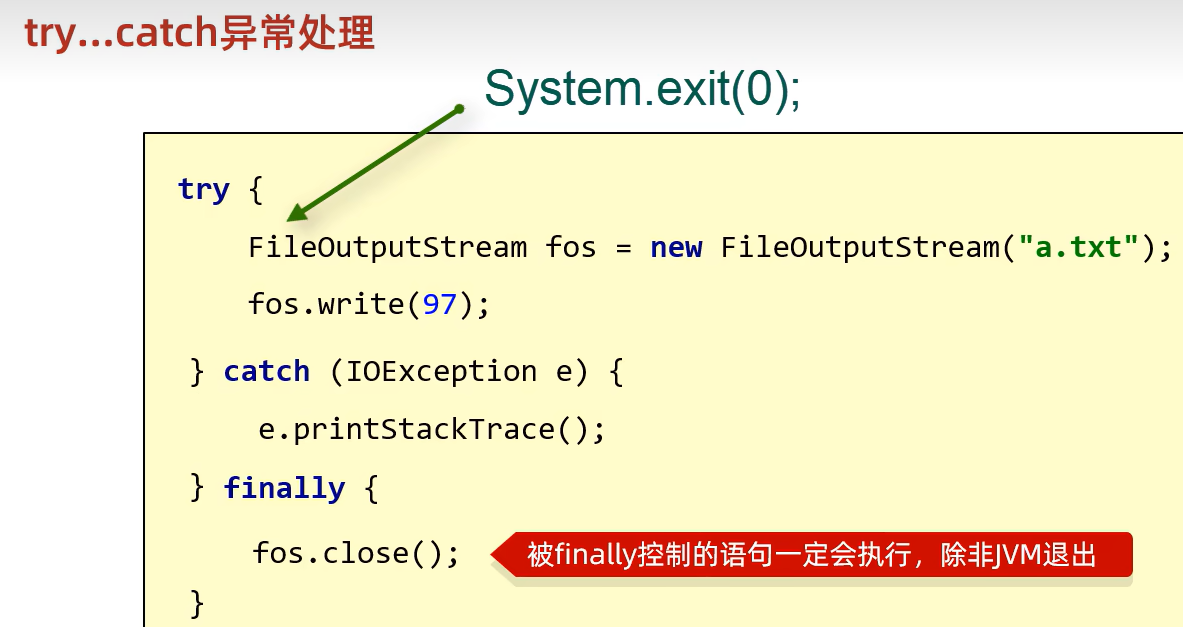 try...catch异常处理
System.exit(0);
try {
FileOutputStream fos = new FileOutputStream("a.txt");
fos.write(97);
} catch (IOException e) {
e.printStackTrace();
} finally {
fos.close();
被finally控制的语句一定会执行，除非JVM退出
}